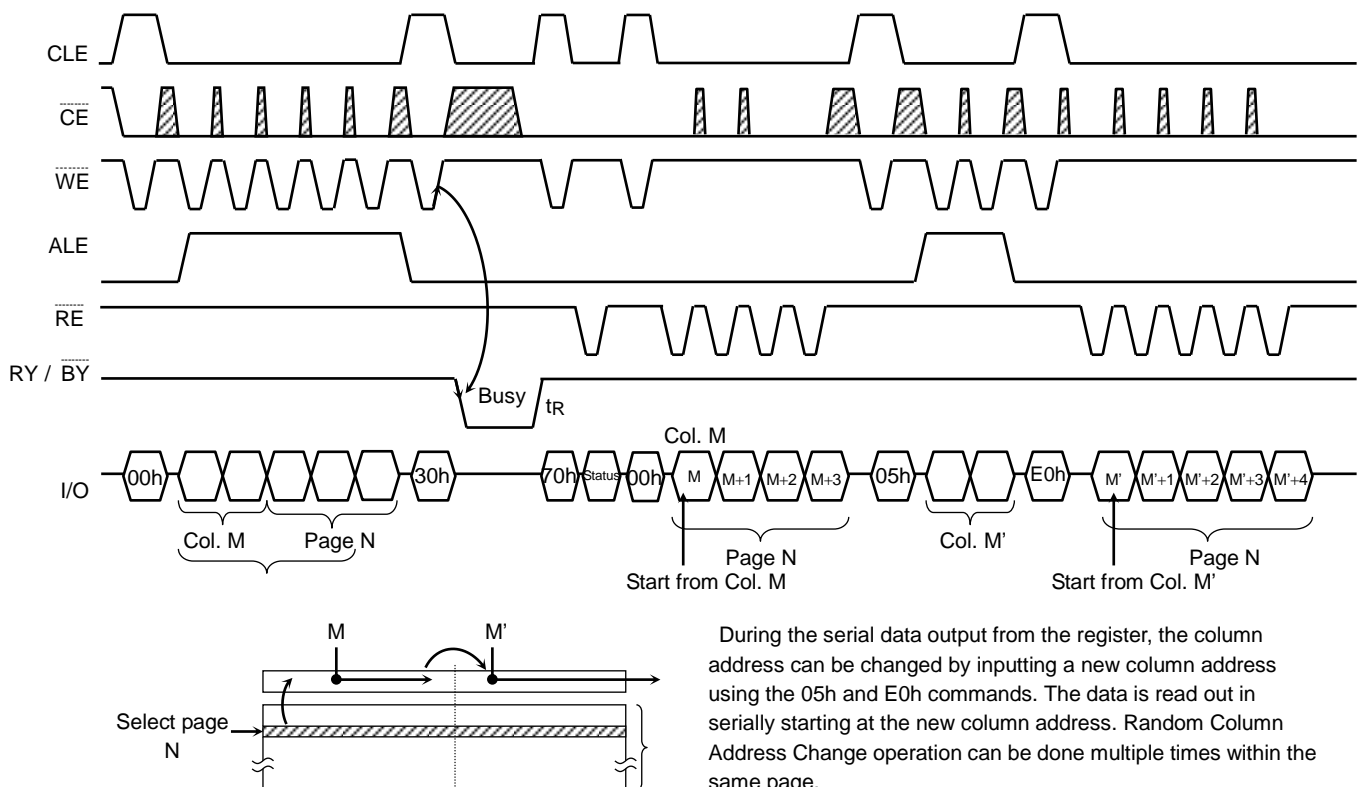 CLE
CE
WE
ALE
RE
RY / BY
Busy
tR
Col. M
I/O
00h
30h
70h
Status
00h
M
M+1
M+2
M+3
05h
E0h
M'
M'+1
M'+2
M'+3
M'+4
Col. M
Page N
Page N
Col. M’
Page N
Start from Col. M
Start from Col. M’
M
M’
Select page
N
During the serial data output from the register, the column
address can be changed by inputting a new column address
using the 05h and E0h commands. The data is read out in
serially starting at the new column address. Random Column
Address Change operation can be done multiple times within the
same page.